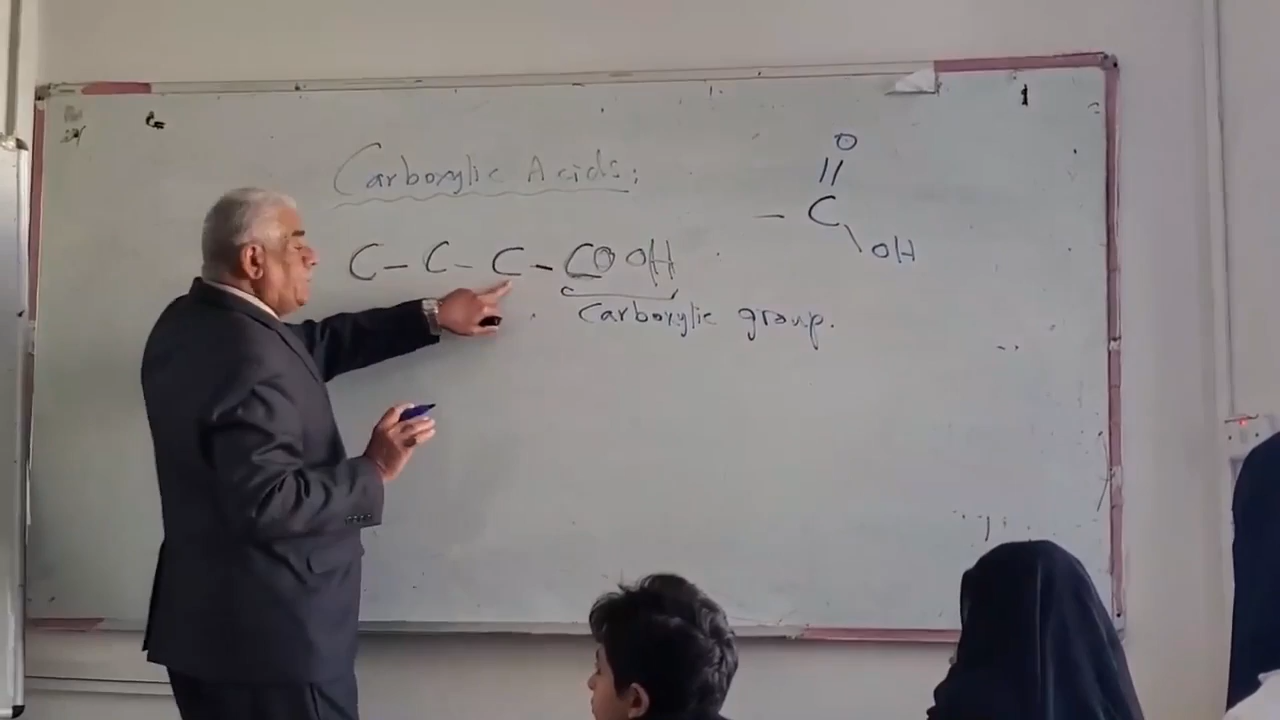 Carboxylic Acids:
C - C - C - COOH
Carboxylic group.
O
//
- C
\
OH